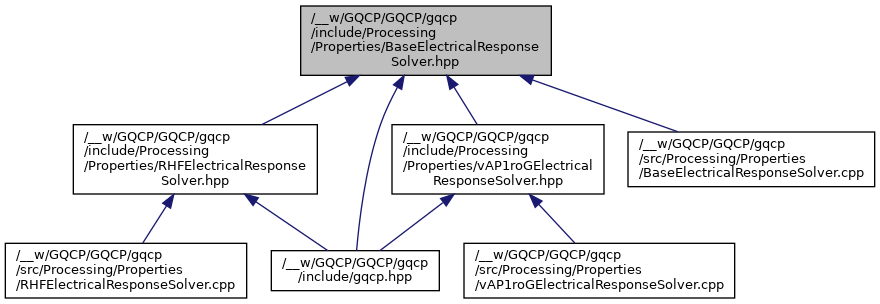 /__w/GQCP/GQCP/gqcp
/include/Processing
/Properties/BaseElectricalResponse
Solver.hpp
/__w/GQCP/GQCP/gqcp
/include/Processing
/Properties/RHFElectricalResponse
Solver.hpp
/__w/GQCP/GQCP/gqcp
/include/Processing
/Properties/vAP1roGElectrical
ResponseSolver.hpp
/__w/GQCP/GQCP/gqcp
/src/Processing/Properties
/BaseElectricalResponseSolver.cpp
/__w/GQCP/GQCP/gqcp
/src/Processing/Properties
/RHFElectricalResponseSolver.cpp
/__w/GQCP/GQCP/gqcp
/include/gqcp.hpp
/__w/GQCP/GQCP/gqcp
/src/Processing/Properties
/vAP1roGElectricalResponseSolver.cpp